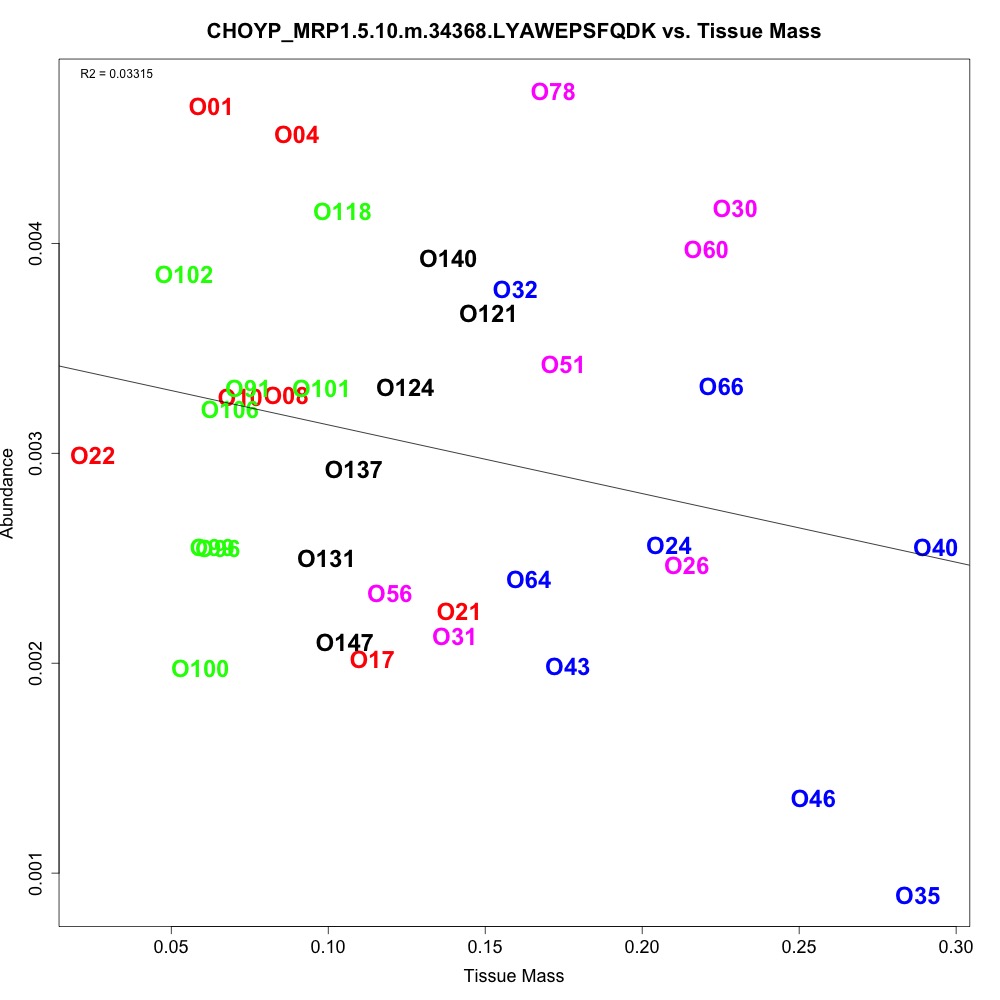 CHOYP_MRP1.5.10.m.34368.LYAWEPSFQDK vs. Tissue Mass
R2 = 0.03315
O78
O01
O04
O30
O118
O60
O140
O102
O32
O121
O51
O66
O124
O91
O101
O10
O08
O106
O22
O137
O24
O40
O96
O131
O26
O64
O56
O21
O31
O147
O17
O43
O100
O46
O35
0.004
0.003
0.002
0.001
Abundance
0.05 0.10 0.15 0.20 0.25 0.30
Tissue Mass